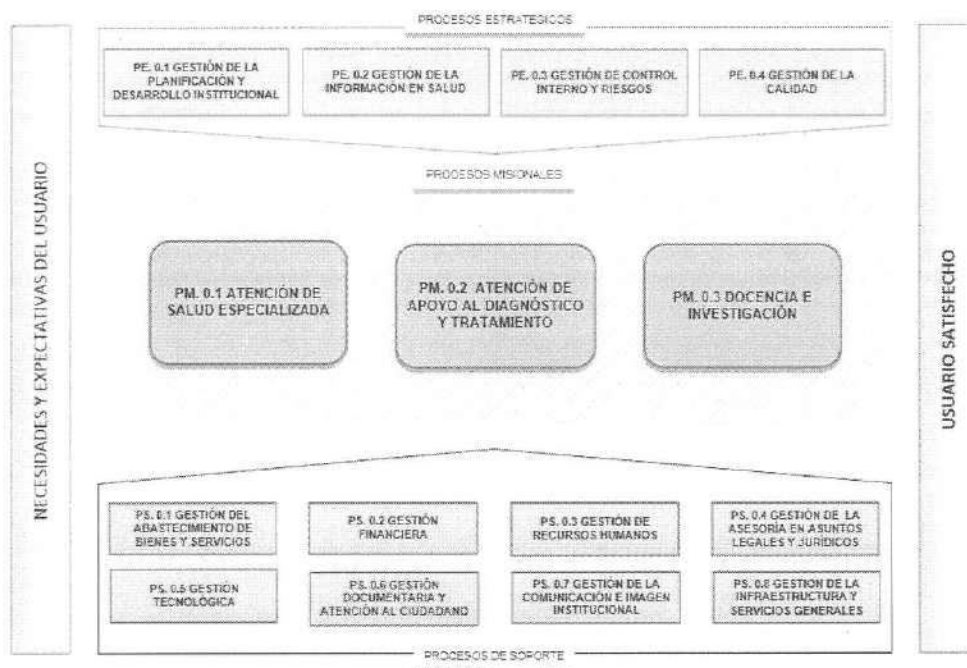 PROCESOS ESTRATEGICOS
PE. 0.1 GESTIÓN DE LA
PLANIFICACIÓN Y
DESARROLLO INSTITUCIONAL
PE. 0.2 GESTIÓN DE LA
INFORMACIÓN EN SALUD
PE. 0.3 GESTIÓN DE CONTROL
INTERNO Y RIESGOS
PE. 0.4 GESTIÓN DE LA
CALIDAD
NECESIDADES Y EXPECTATIVAS DEL USUARIO
PROCESOS MISIONALES
PM. 0.1 ATENCIÓN DE
SALUD ESPECIALIZADA
PM. 0.2 ATENCIÓN DE
APOYO AL DIAGNÓSTICO
Y TRATAMIENTO
PM. 0.3 DOCENCIA E
INVESTIGACIÓN
USUARIO SATISFECHO
PS. 0.1 GESTIÓN DEL
ABASTECIMIENTO DE
BIENES Y SERVICIOS
PS. 0.2 GESTIÓN
FINANCIERA
PS. 0.3 GESTIÓN DE
RECURSOS HUMANOS
PS. 0.4 GESTIÓN DE LA
ASESORÍA EN ASUNTOS
LEGALES Y JURÍDICOS
PS. 0.5 GESTIÓN
TECNOLÓGICA
PS. 0.6 GESTIÓN
DOCUMENTARIA Y
ATENCIÓN AL CIUDADANO
PS. 0.7 GESTIÓN DE LA
COMUNICACIÓN E IMAGEN
INSTITUCIONAL
PS. 0.8 GESTION DE LA
INFRAESTRUCTURA Y
SERVICIOS GENERALES
PROCESOS DE SOPORTE